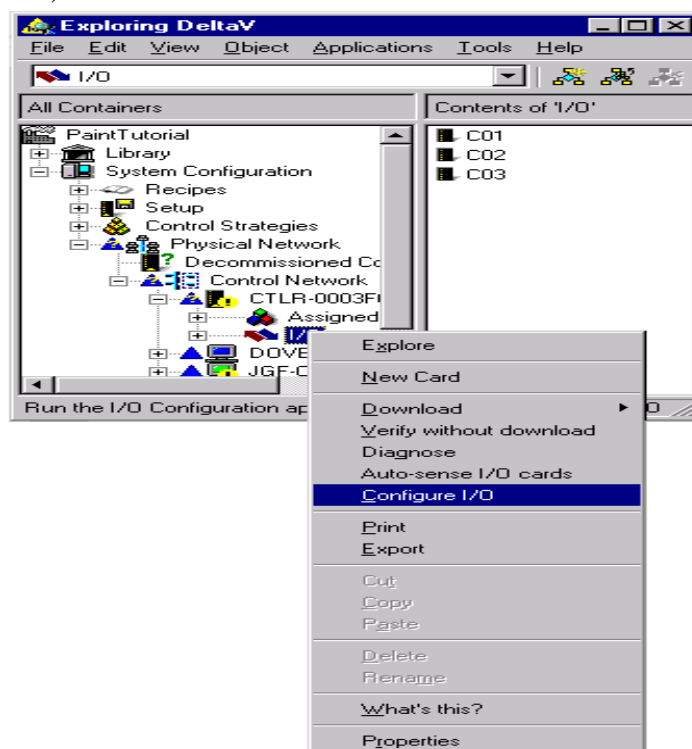 Exploring DeltaV
File Edit View Object Applications Tools Help
I/O
All Containers
Contents of 'I/O'
PaintTutorial
Library
System Configuration
Recipes
Setup
Control Strategies
Physical Network
Decommissioned Co
Control Network
CTLR-0003F
Assigned
I/
DOVE
JGF-C
C01
C02
C03
Run the I/O Configuration ap
Explore
New Card
Download
Verify without download
Diagnose
Auto-sense I/O cards
Configure I/O
Print
Export
Cut
Copy
Paste
Delete
Rename
What's this?
Properties